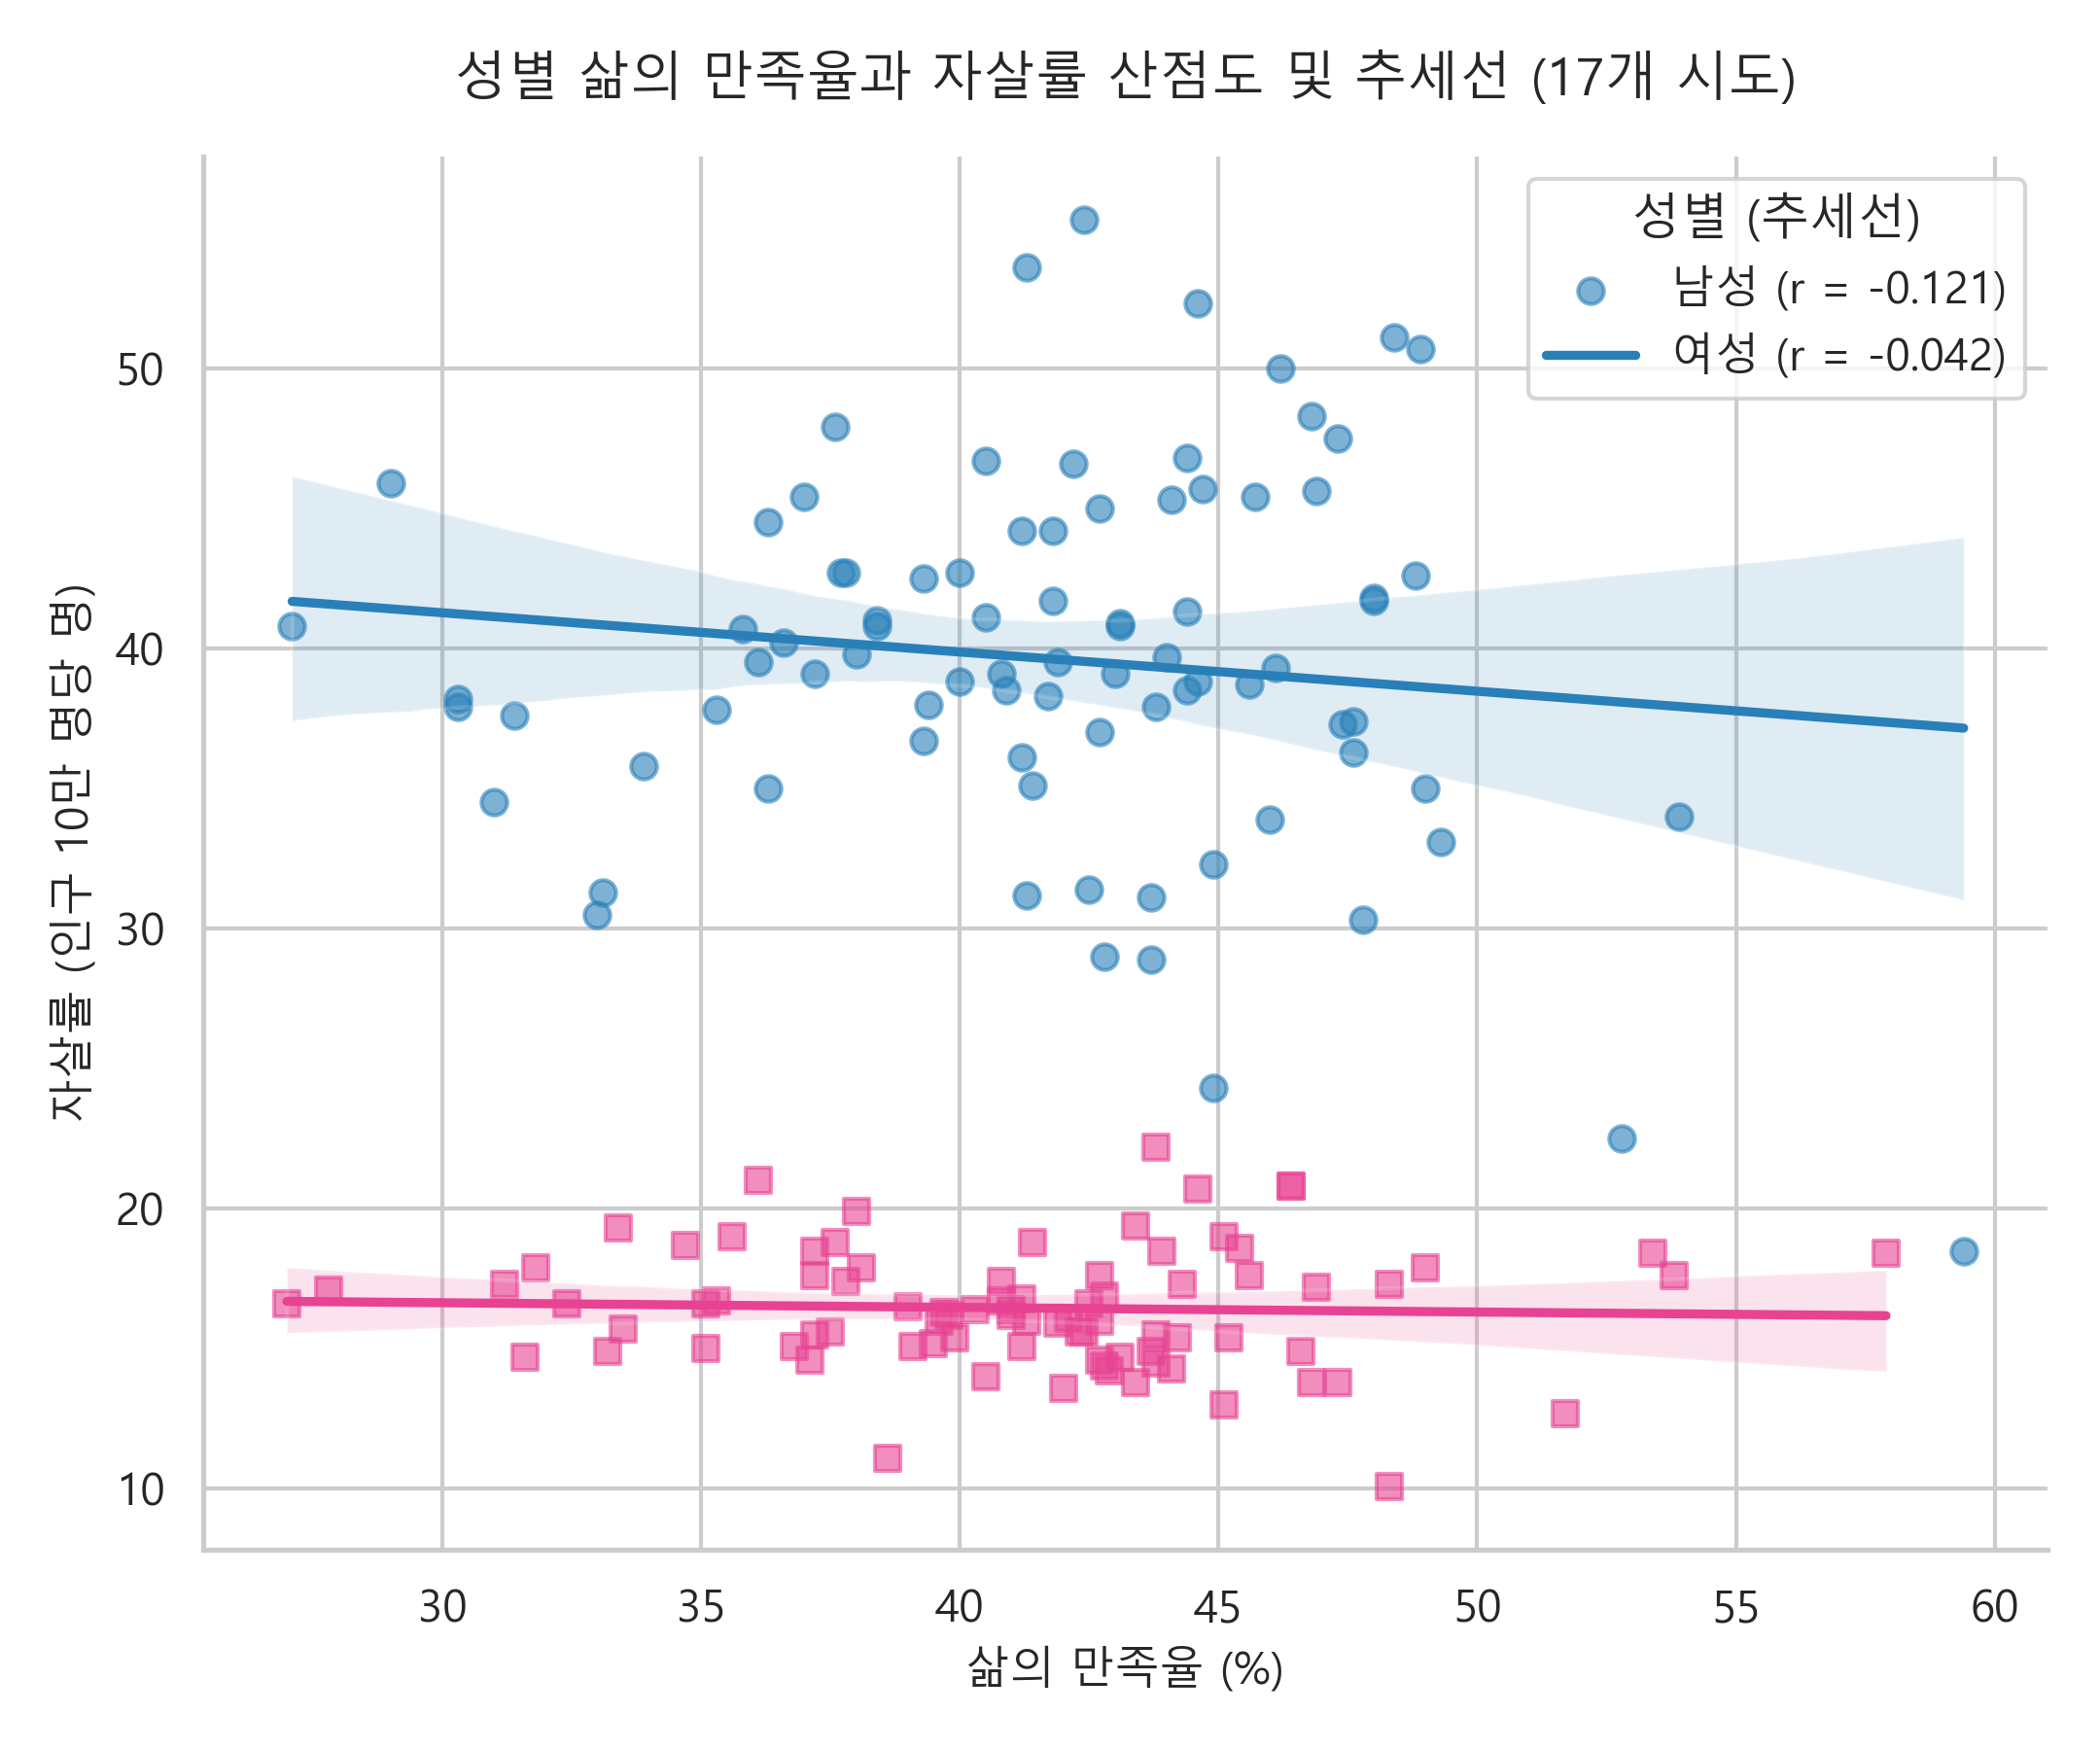 성별 삶의 만족율과 자살률 산점도 및 추세선 (17개 시도)
성별 (추세선)
남성 (r = -0.121)
여성 (r = -0.042)
자살률 (인구 10만 명당 명)
50
40
30
20
10
30 35 40 45 50 55 60
삶의 만족율 (%)